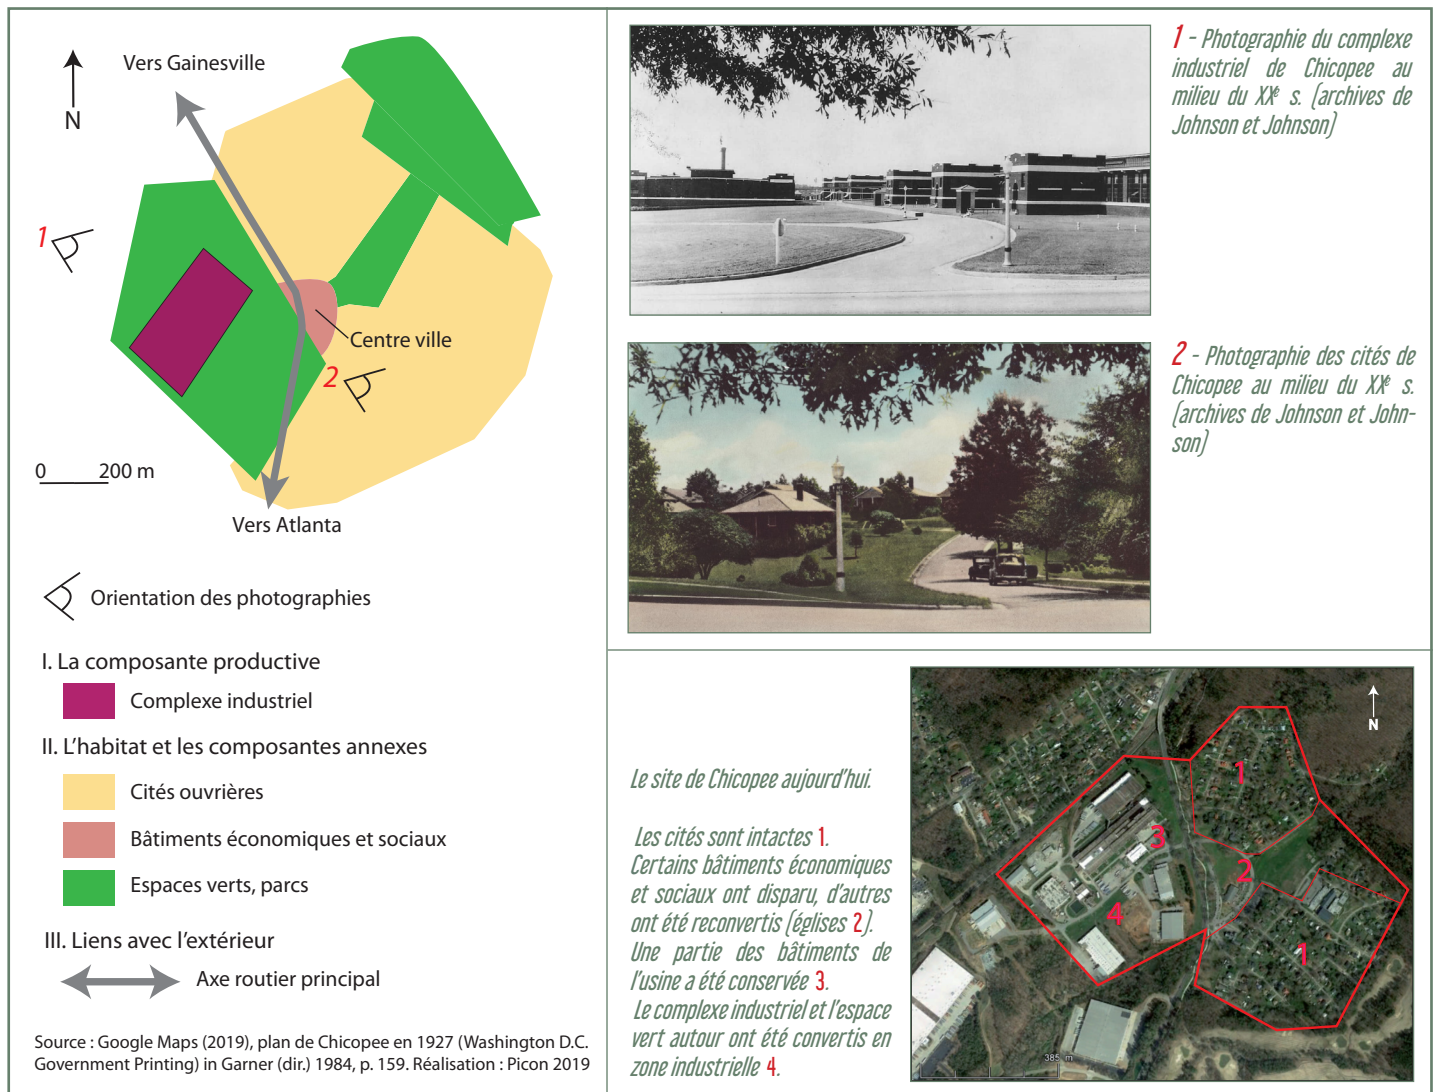 Vers Gainesville
N
1
Centre ville
2
0 200 m
Vers Atlanta
Orientation des photographies
I. La composante productive
Complexe industriel
II. L'habitat et les composantes annexes
Cités ouvrières
Bâtiments économiques et sociaux
Espaces verts, parcs
III. Liens avec l'extérieur
Axe routier principal
Source : Google Maps (2019), plan de Chicopee en 1927 (Washington D.C.
Government Printing) in Garner (dir.) 1984, p. 159. Réalisation : Picon 2019
1 - Photographie du complexe
industriel de Chicopee au
milieu du XXe s. (archives de
Johnson et Johnson)
2 - Photographie des cités de
Chicopee au milieu du XXe s.
(archives de Johnson et John-
son)
Le site de Chicopee aujourd'hui.
Les cités sont intactes 1.
Certains bâtiments économiques
et sociaux ont disparu, d'autres
ont été reconvertis (églises 2).
Une partie des bâtiments de
l'usine a été conservée 3.
Le complexe industriel et l'espace
vert autour ont été convertis en
zone industrielle 4.
N
1
3
2
4
1
385 m